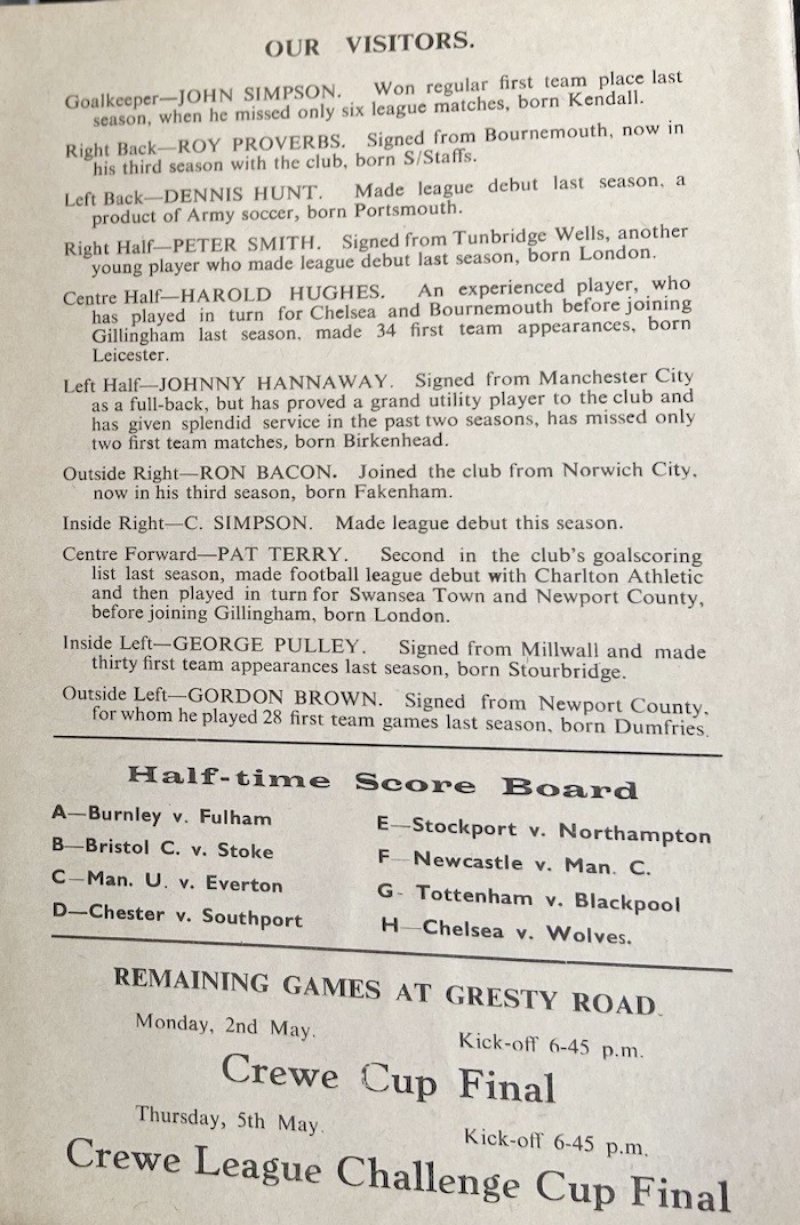 OUR VISITORS.
Goalkeeper—JOHN SIMPSON. Won regular first team place last
season, when he missed only six league matches, born Kendall.
Right Back—ROY PROVERBS. Signed from Bournemouth, now in
his third season with the club, born S/Staffs.
Left Back—DENNIS HUNT. Made league debut last season, a
product of Army soccer, born Portsmouth.
Right Half—PETER SMITH. Signed from Tunbridge Wells, another
young player who made league debut last season, born London.
Centre Half—HAROLD HUGHES. An experienced player, who
has played in turn for Chelsea and Bournemouth before joining
Gillingham last season, made 34 first team appearances, born
Leicester.
Left Half—JOHNNY HANNAWAY. Signed from Manchester City
as a full-back, but has proved a grand utility player to the club and
has given splendid service in the past two seasons, has missed only
two first team matches, born Birkenhead.
Outside Right—RON BACON. Joined the club from Norwich City,
now in his third season, born Fakenham.
Inside Right—C. SIMPSON. Made league debut this season.
Centre Forward—PAT TERRY. Second in the club's goalscoring
list last season, made football league debut with Charlton Athletic
and then played in turn for Swansea Town and Newport County,
before joining Gillingham, born London.
Inside Left—GEORGE PULLEY. Signed from Millwall and made
thirty first team appearances last season, born Stourbridge.
Outside Left—GORDON BROWN. Signed from Newport County,
for whom he played 28 first team games last season, born Dumfries.
Half-time Score Board
A—Burnley v. Fulham
B—Bristol C. v. Stoke
C—Man. U. v. Everton
D—Chester v. Southport
E—Stockport v. Northampton
F—Newcastle v. Man. C.
G- Tottenham v. Blackpool
H—Chelsea v. Wolves.
REMAINING GAMES AT GRESTY ROAD.
Monday, 2nd May. Kick-off 6-45 p.m.
Crewe Cup Final
Thursday, 5th May. Kick-off 6-45 p.m.
Crewe League Challenge Cup Final